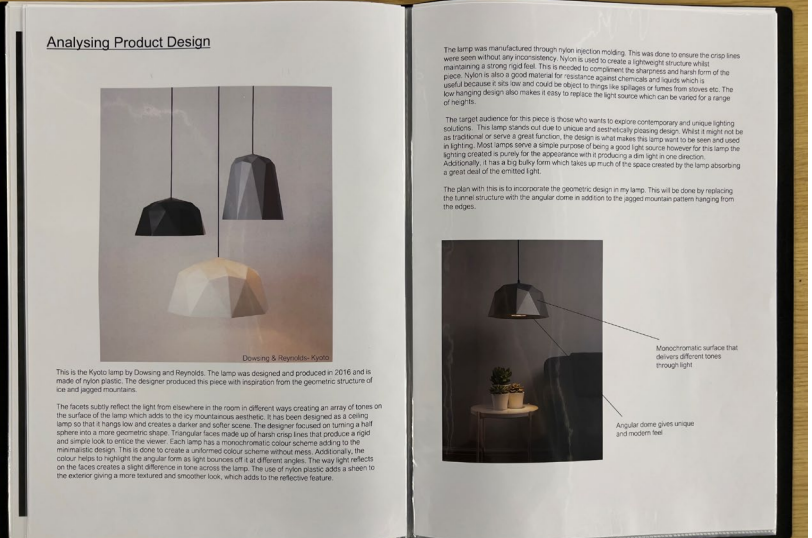 Analysing Product Design
Dowsing & Reynolds- Kyoto
This is the Kyoto lamp by Dowsing and Reynolds. The lamp was designed and produced in 2016 and is
made of nylon plastic. The designer produced this piece with inspiration from the geometric structure of
ice and jagged mountains.
The facets subtly reflect the light from elsewhere in the room in different ways creating an array of tones on
the surface of the lamp which adds to the icy mountainous aesthetic. It has been designed as a ceiling
lamp so that it hangs low and creates a darker and softer scene. The designer focused on turning a half
sphere into a more geometric shape. Triangular faces made up of harsh crisp lines that produce a rigid
and simple look to entice the viewer. Each lamp has a monochromatic colour scheme adding to the
minimalistic design. This is done to create a uniformed colour scheme without mess. Additionally, the
colour helps to highlight the angular form as light bounces off it at different angles. The way light reflects
on the faces creates a slight difference in tone across the lamp. The use of nylon plastic adds a sheen to
the exterior giving a more textured and smoother look, which adds to the reflective feature.
The lamp was manufactured through nylon injection molding. This was done to ensure the crisp lines
were seen without any inconsistency. Nylon is used to create a lightweight structure whilst
maintaining a strong rigid feel. This is needed to compliment the sharpness and harsh form of the
piece. Nylon is also a good material for resistance against chemicals and liquids which is
useful because it sits low and could be object to things like spillages or fumes from stoves etc. The
low hanging design also makes it easy to replace the light source which can be varied for a range
of heights.
The target audience for this piece is those who wants to explore contemporary and unique lighting
solutions. This lamp stands out due to unique and aesthetically pleasing design. Whilst it might not be
as traditional or serve a great function, the design is what makes this lamp want to be seen and used
in lighting. Most lamps serve a simple purpose of being a good light source however for this lamp the
lighting created is purely for the appearance with it producing a dim light in one direction.
Additionally, it has a big bulky form which takes up much of the space created by the lamp absorbing
a great deal of the emitted light.
The plan with this is to incorporate the geometric design in my lamp. This will be done by replacing
the tunnel structure with the angular dome in addition to the jagged mountain pattern hanging from
the edges.
Monochromatic surface that
delivers different tones
through light
Angular dome gives unique
and modern feel